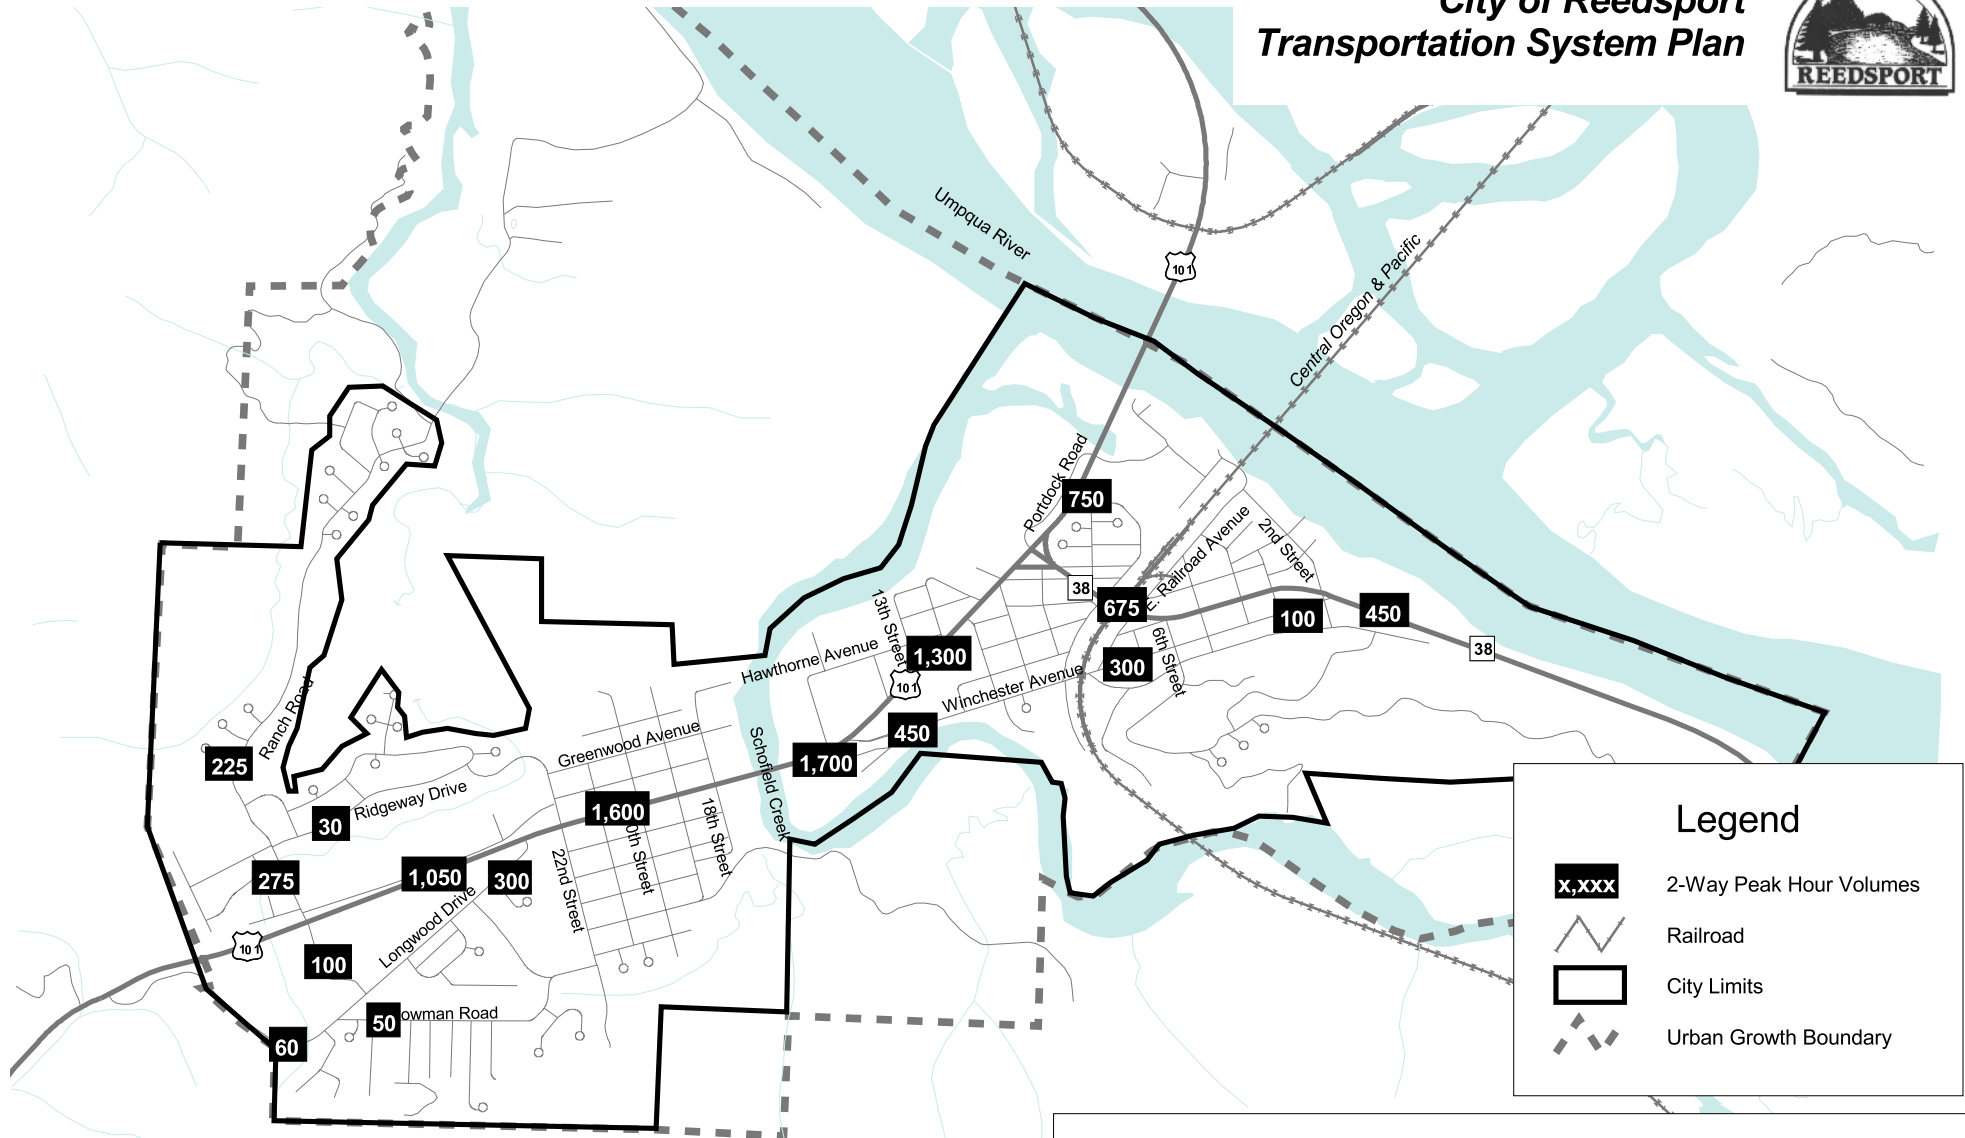 City of Reedsport
Transportation System Plan
REEDSPORT
Umpqua River
101
Central Oregon & Pacific
Portdock Road
750
E. Railroad Avenue
2nd Street
38
675
100
450
13th Street
Hawthorne Avenue
1,300
6th Street
300
38
101
Winchester Avenue
450
Ranch Road
225
Greenwood Avenue
Schofield Creek
1,700
Ridgeway Drive
30
1,600
0th Street
18th Street
22nd Street
275
1,050
300
Longwood Drive
101
100
50
owman Road
60
Legend
x,xxx
2-Way Peak Hour Volumes
Railroad
City Limits
Urban Growth Boundary